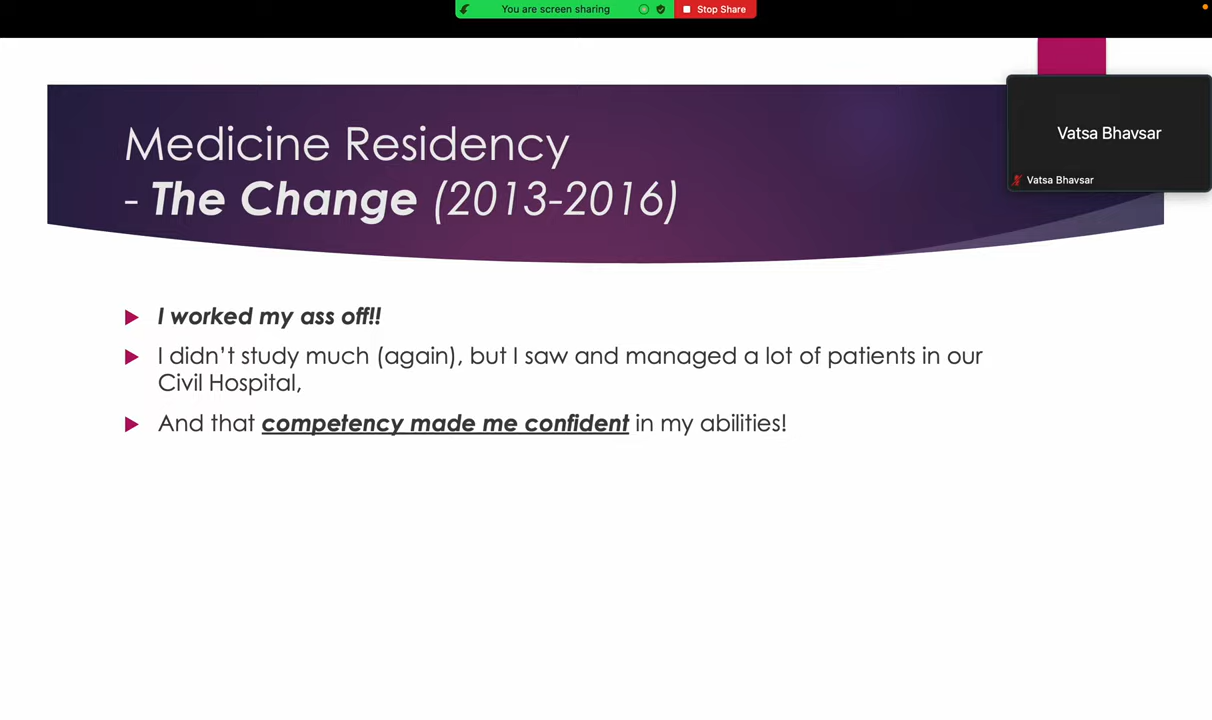 You are screen sharing
Stop Share
Medicine Residency
- The Change (2013-2016)
Vatsa Bhavsar
Vatsa Bhavsar
I worked my ass off!!
I didn’t study much (again), but I saw and managed a lot of patients in our
Civil Hospital,
And that competency made me confident in my abilities!